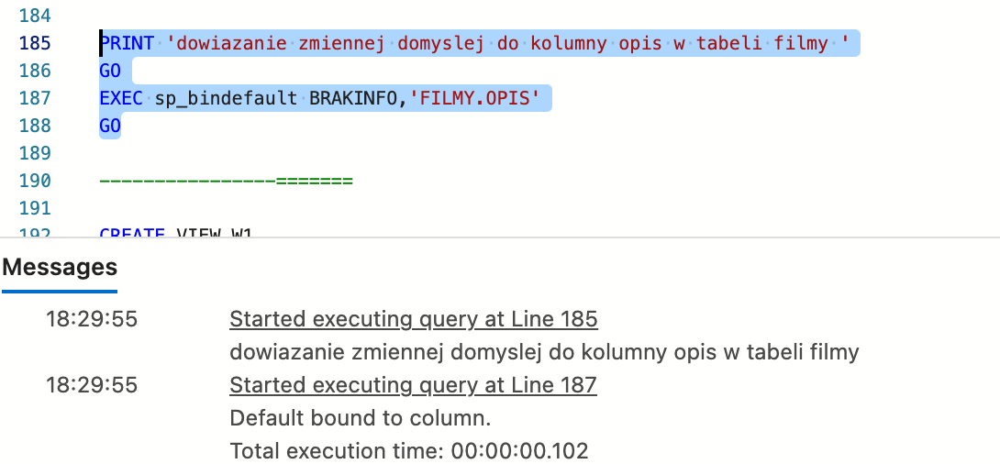 184
185 PRINT 'dowiazanie zmiennej domyslej do kolumny opis w tabeli filmy '
186 GO
187 EXEC sp_bindefault BRAKINFO,'FILMY.OPIS'
188 GO
189
190 ----------------=======
191
192 CREATE VIEW W1
Messages
18:29:55 Started executing query at Line 185
dowiazanie zmiennej domyslej do kolumny opis w tabeli filmy
18:29:55 Started executing query at Line 187
Default bound to column.
Total execution time: 00:00:00.102